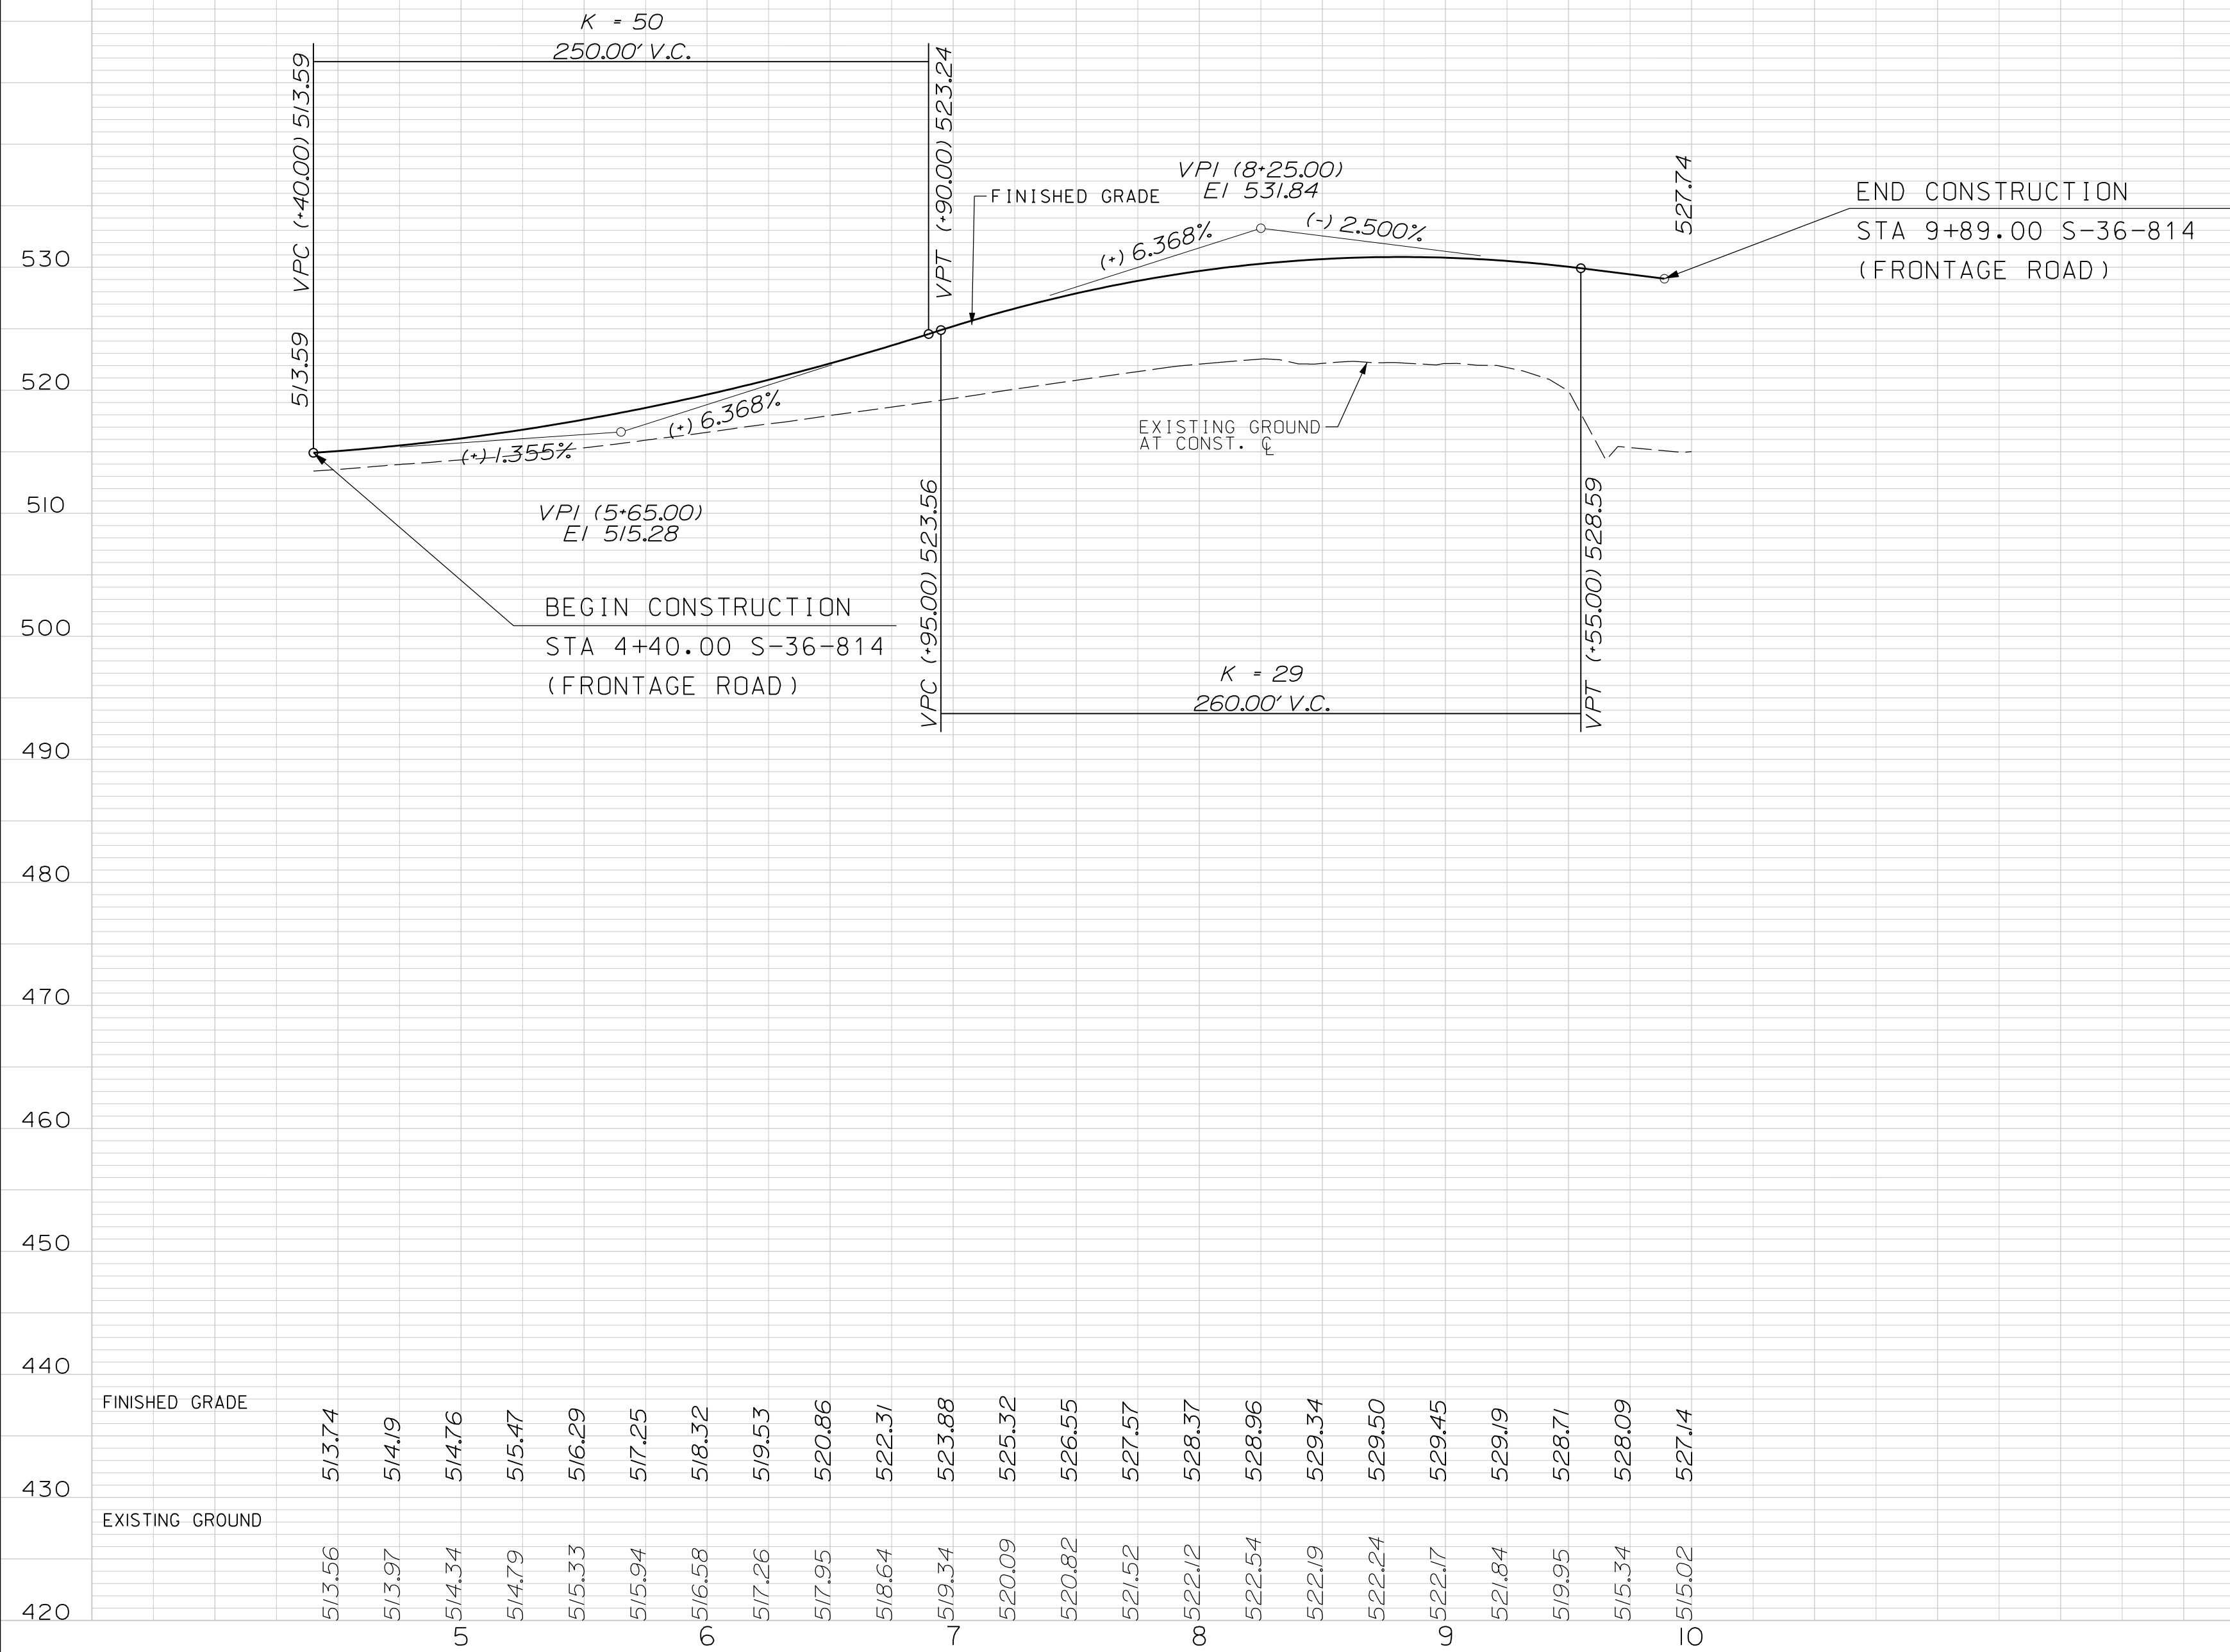 K = 50
250.00' V.C.
VPC (+40.00) 513.59
513.59
VPT (+90.00) 523.24
FINISHED GRADE
VPI (8+25.00)
El 531.84
(+) 6.368%
(-) 2.500%
527.74
END CONSTRUCTION
STA 9+89.00 S-36-814
(FRONTAGE ROAD)
(+) 1.355%
(+) 6.368%
EXISTING GROUND
AT CONST. ℄
VPI (5+65.00)
El 515.28
BEGIN CONSTRUCTION
STA 4+40.00 S-36-814
(FRONTAGE ROAD)
VPC (+95.00) 523.56
K = 29
260.00' V.C.
VPT (+55.00) 528.59
530
520
510
500
490
480
470
460
450
440
430
420
FINISHED GRADE
513.74 514.19 514.76 515.47 516.29 517.25 518.32 519.53 520.86 522.31 523.88 525.32 526.55 527.57 528.37 528.96 529.34 529.50 529.45 529.19 528.71 528.09 527.14
EXISTING GROUND
513.56 513.97 514.34 514.79 515.33 515.94 516.58 517.26 517.95 518.64 519.34 520.09 520.82 521.52 522.12 522.54 522.19 522.24 522.17 521.84 519.95 515.34 515.02
5 6 7 8 9 10